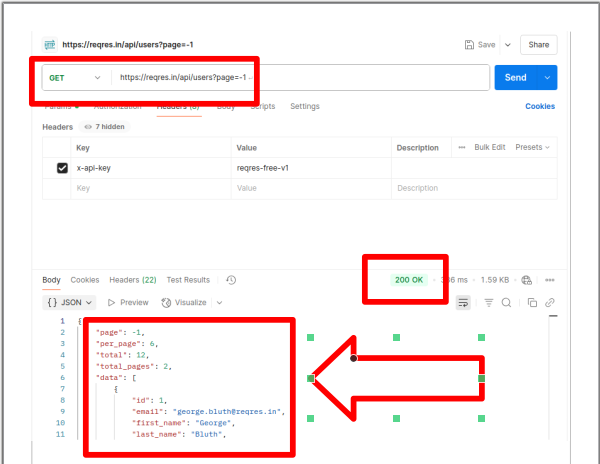 HTTP https://reqres.in/api/users?page=-1 Save Share
GET https://reqres.in/api/users?page=-1 Send
Params Authorization Headers (8) Body Scripts Settings Cookies
Headers 7 hidden
Key Value Description Bulk Edit Presets
x-api-key reqres-free-v1
Key Value Description
Body Cookies Headers (22) Test Results 200 OK ms 1.59 KB
{} JSON Preview Visualize
1 {
2 "page": -1,
3 "per_page": 6,
4 "total": 12,
5 "total_pages": 2,
6 "data": [
7 {
8 "id": 1,
9 "email": "george.bluth@reqres.in",
10 "first_name": "George",
11 "last_name": "Bluth",